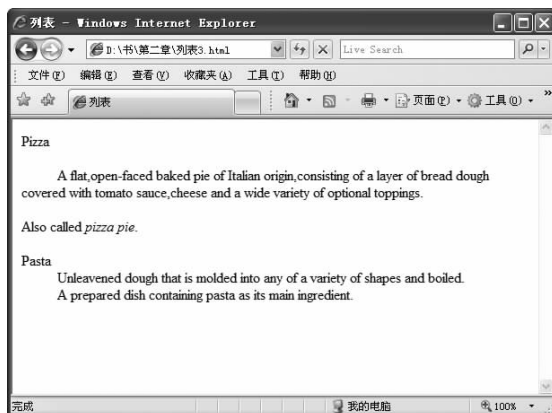 列表 - Windows Internet Explorer
D:\书\第二章\列表3.html
Live Search
文件(F) 编辑(E) 查看(V) 收藏夹(A) 工具(T) 帮助(H)
列表
页面(P) 工具(O) »
Pizza
A flat,open-faced baked pie of Italian origin,consisting of a layer of bread dough
covered with tomato sauce,cheese and a wide variety of optional toppings.
Also called pizza pie.
Pasta
Unleavened dough that is molded into any of a variety of shapes and boiled.
A prepared dish containing pasta as its main ingredient.
完成 我的电脑 100%